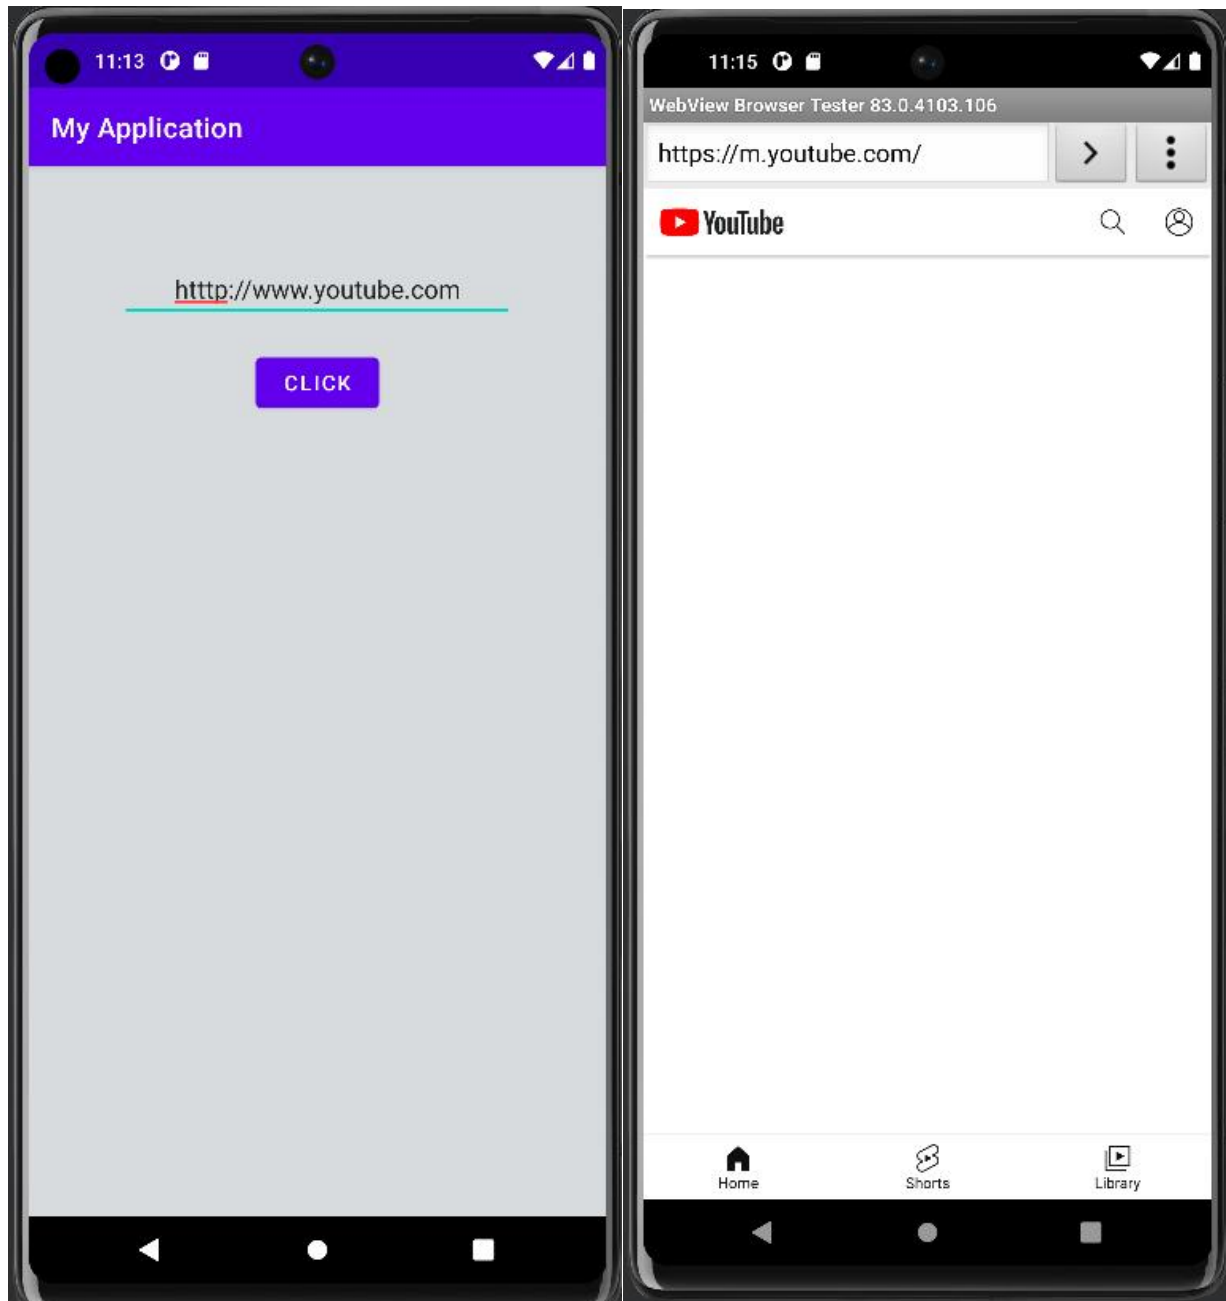 11:13
My Application
htttp://www.youtube.com
CLICK
11:15
WebView Browser Tester 83.0.4103.106
https://m.youtube.com/
YouTube
Home Shorts Library